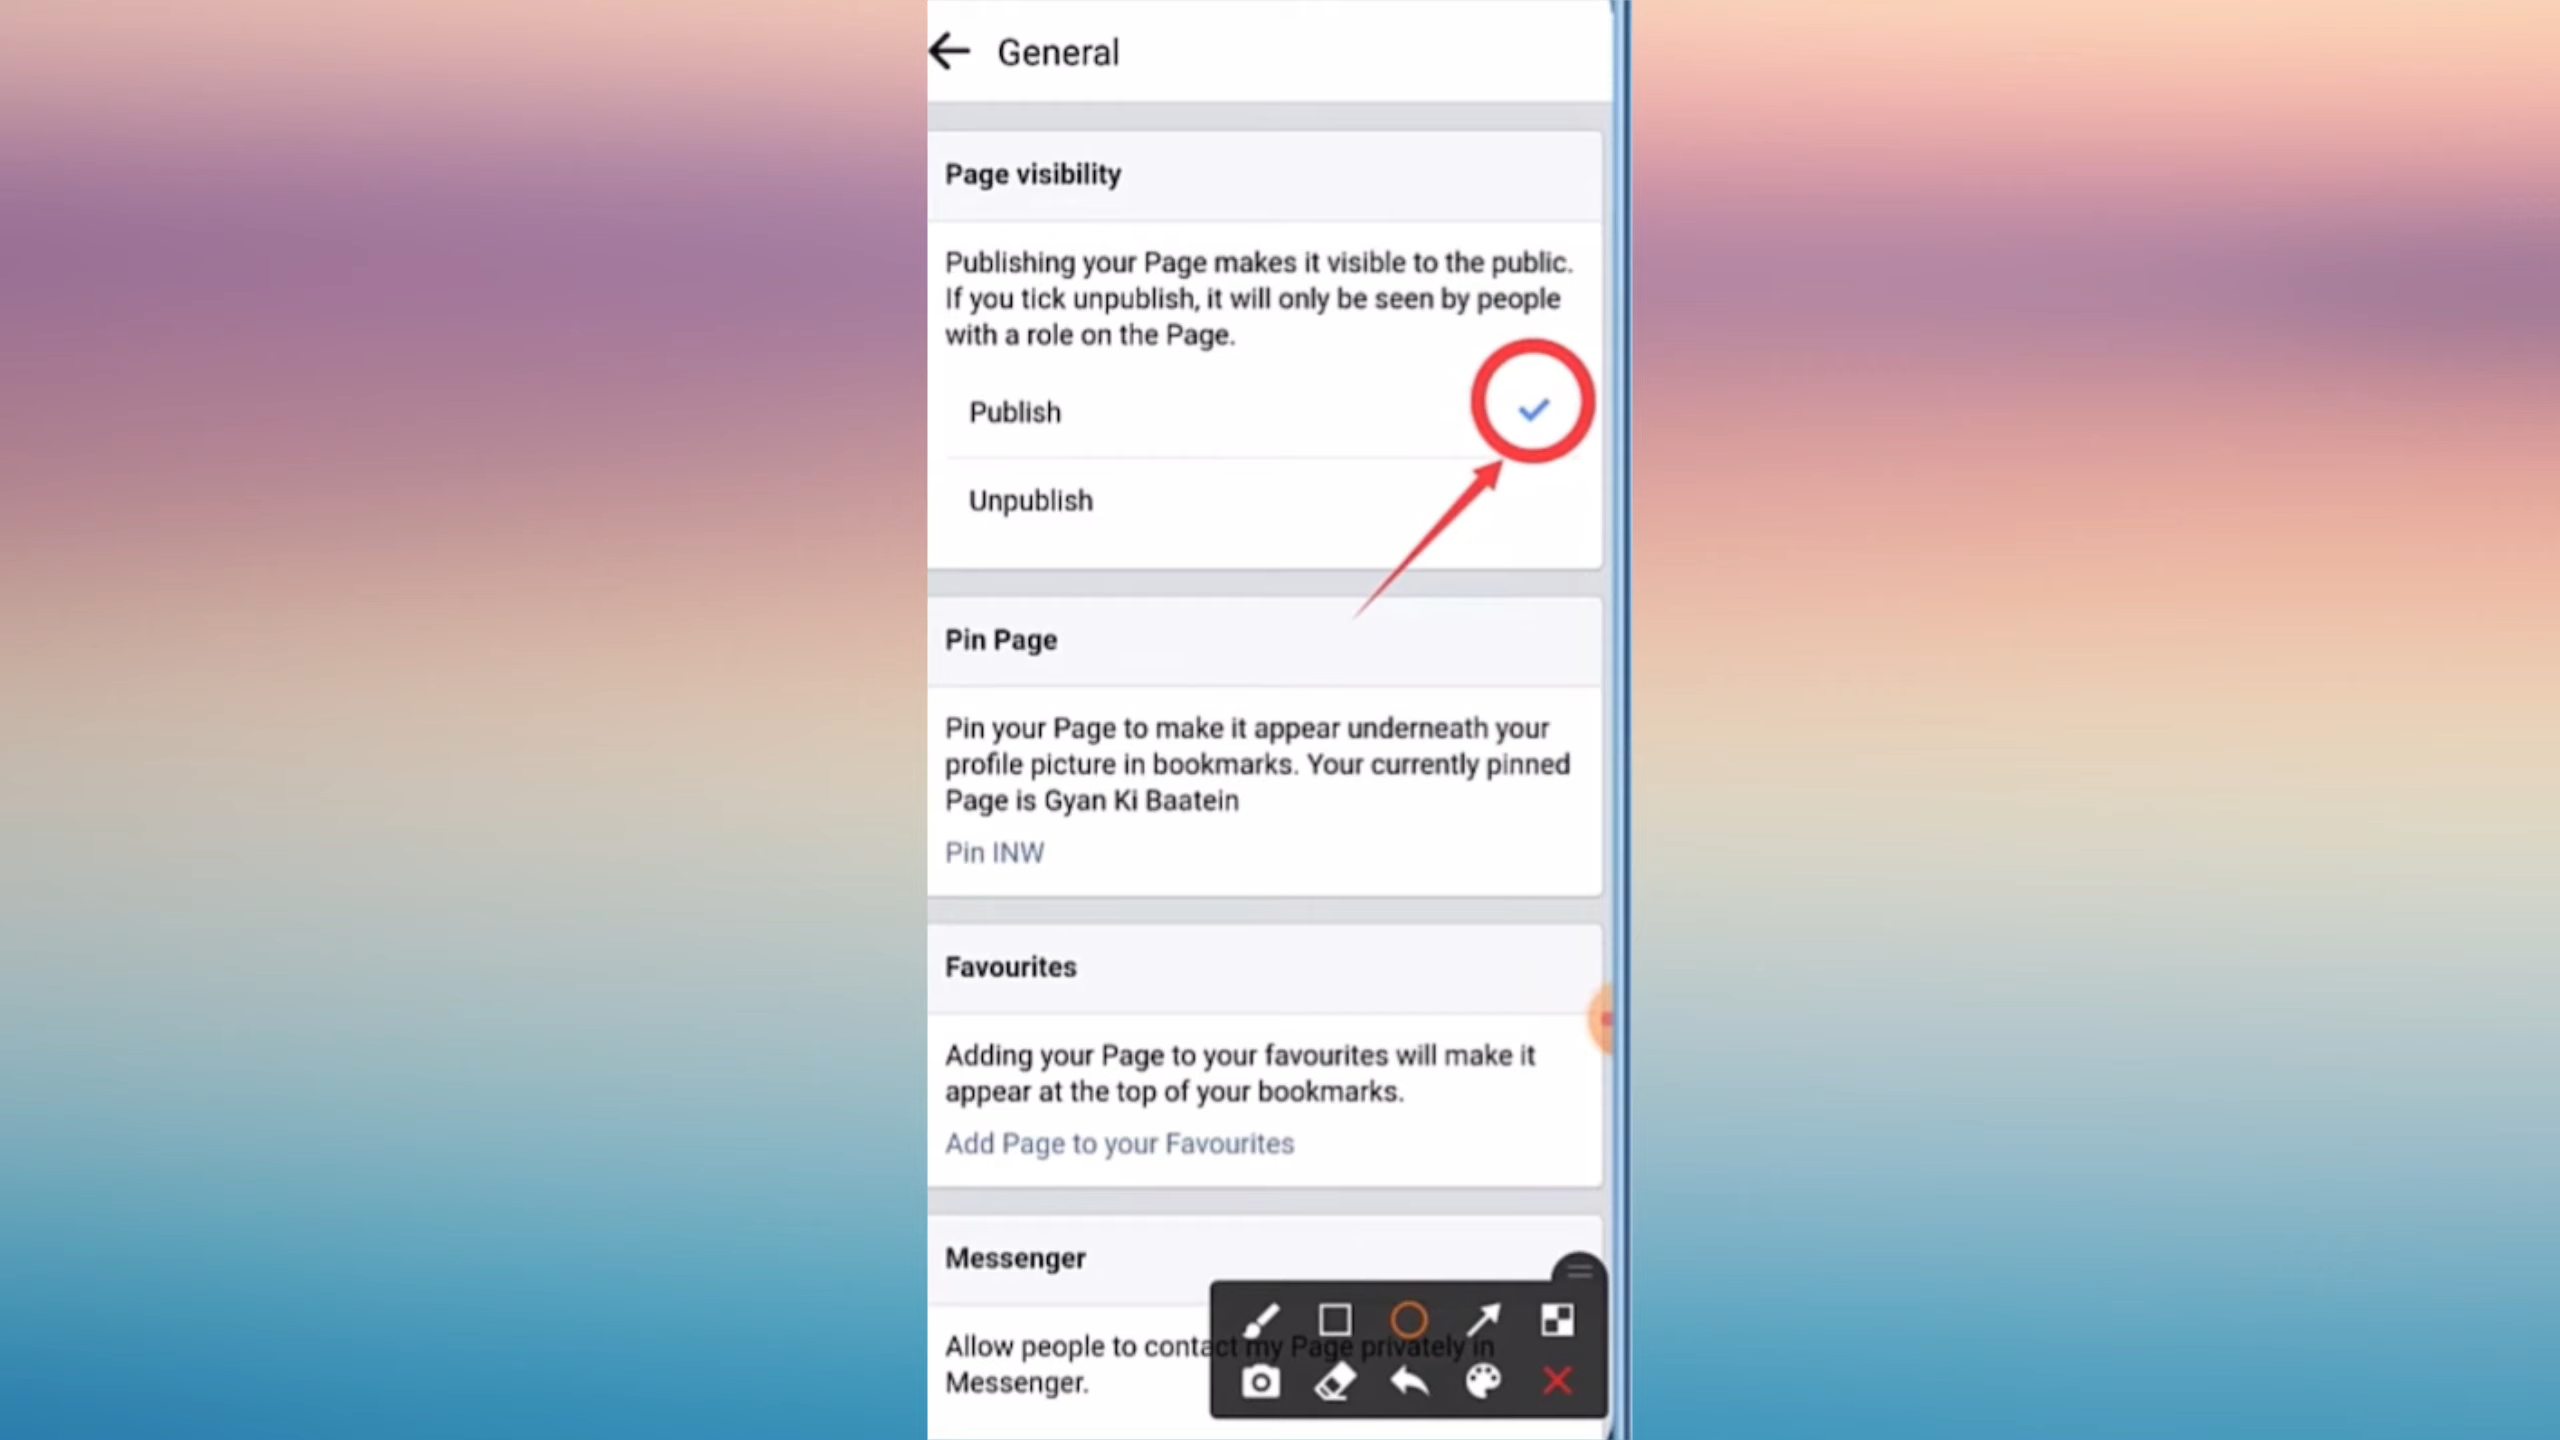 General
Page visibility
Publishing your Page makes it visible to the public.
If you tick unpublish, it will only be seen by people
with a role on the Page.
Publish
Unpublish
Pin Page
Pin your Page to make it appear underneath your
profile picture in bookmarks. Your currently pinned
Page is Gyan Ki Baatein
Pin INW
Favourites
Adding your Page to your favourites will make it
appear at the top of your bookmarks.
Add Page to your Favourites
Messenger
Allow people to contact my Page privately in
Messenger.